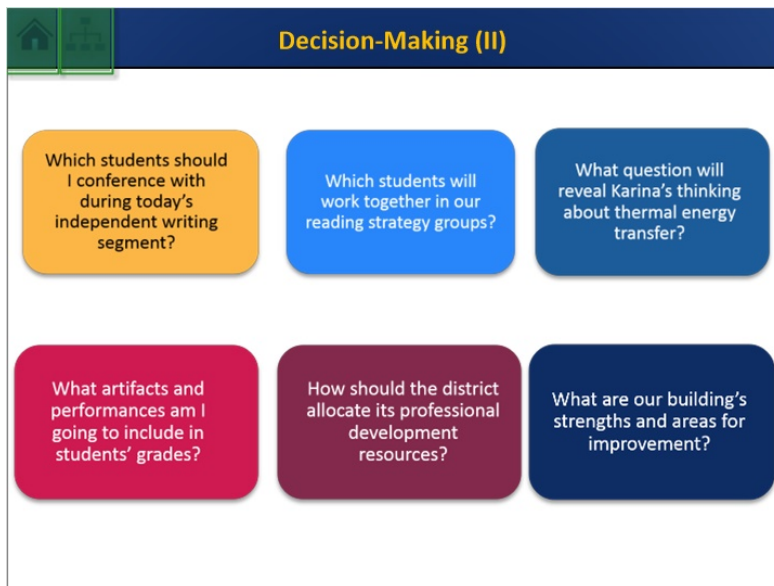 Decision-Making (II)
Which students should
I conference with
during today's
independent writing
segment?
Which students will
work together in our
reading strategy groups?
What question will
reveal Karina's thinking
about thermal energy
transfer?
What artifacts and
performances am I
going to include in
students' grades?
How should the district
allocate its professional
development
resources?
What are our building's
strengths and areas for
improvement?